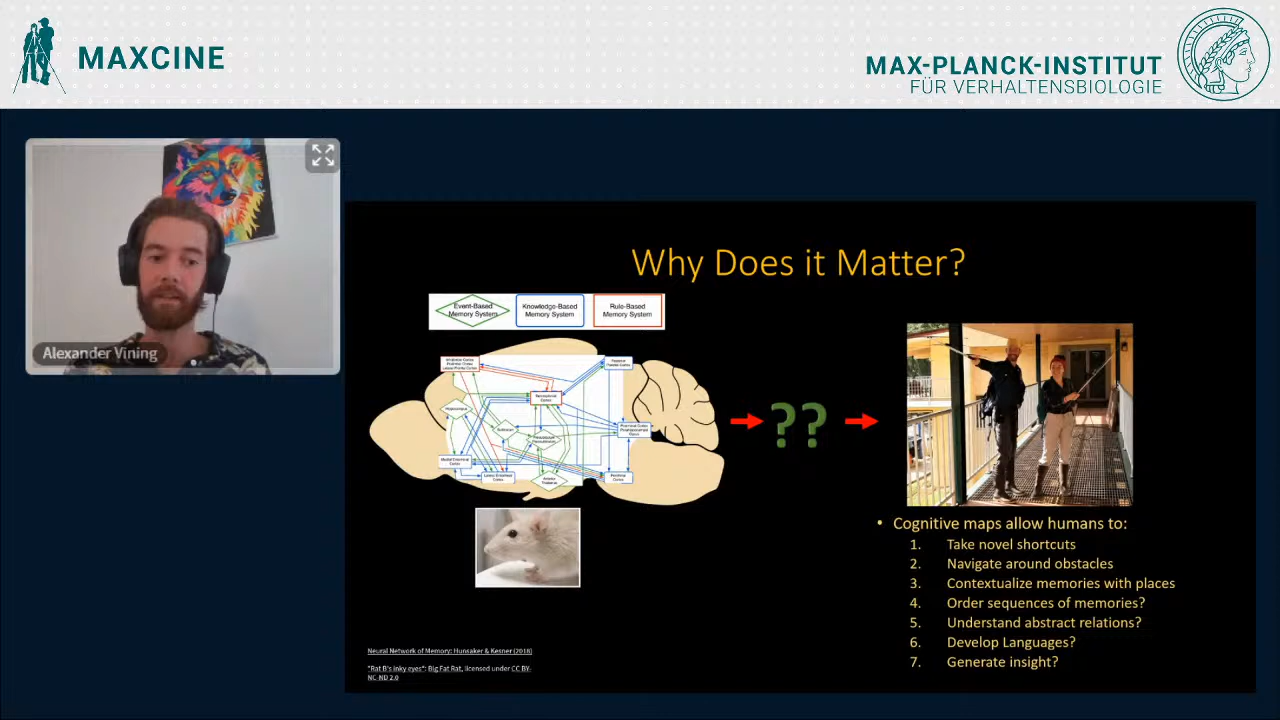 MAXCINE
MAX-PLANCK-INSTITUT
FÜR VERHALTENSBIOLOGIE
Alexander Vining
Why Does it Matter?
Event-Based
Memory System
Knowledge-Based
Memory System
Rule-Based
Memory System
Hippocampus
??
• Cognitive maps allow humans to:
1. Take novel shortcuts
2. Navigate around obstacles
3. Contextualize memories with places
4. Order sequences of memories?
5. Understand abstract relations?
6. Develop Languages?
7. Generate insight?
Neural Network of Memory: Hunsaker & Kesner (2018)
"Rat B's inky eyes": Big Fat Rat, licensed under CC BY-
NC-ND 2.0